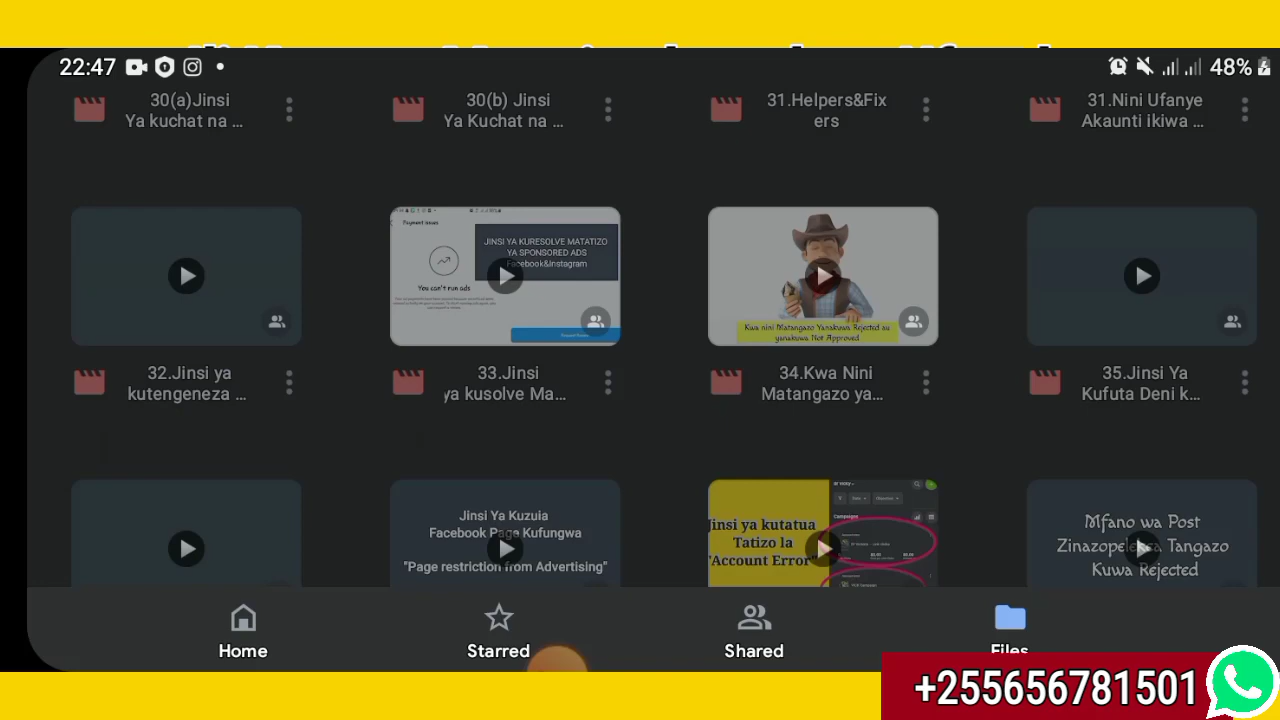 22:47
48%
30(a)Jinsi
Ya kuchat na ...
30(b) Jinsi
Ya Kuchat na ...
31.Helpers&Fix
ers
31.Nini Ufanye
Akaunti ikiwa ...
Payment issues
You can't run ads
JINSI YA KURESOLVE MATATIZO
YA SPONSORED ADS
Facebook&Instagram
Kwa nini Matangazo Yanakuwa Rejected au
yanakuwa Not Approved
32.Jinsi ya
kutengeneza ...
33.Jinsi
ya kusolve Ma...
34.Kwa Nini
Matangazo ya...
35.Jinsi Ya
Kufuta Deni k...
Jinsi Ya Kuzuia
Facebook Page Kufungwa
"Page restriction from Advertising"
Jinsi ya kutatua
Tatizo la
"Account Error"
Campaigns
Mfano wa Post
Zinazopelekea Tangazo
Kuwa Rejected
Home
Starred
Shared
Files
+255656781501